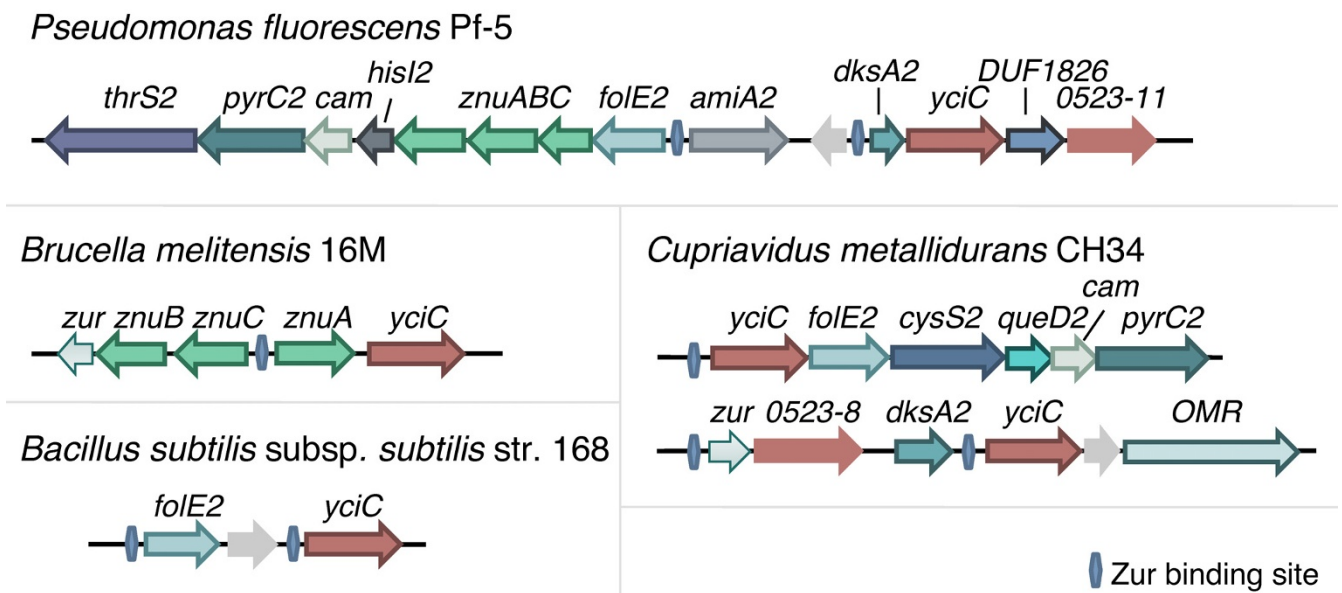 Pseudomonas fluorescens Pf-5
hisI2 dksA2 DUF1826
thrS2 pyrC2 cam znuABC folE2 amiA2 yciC 0523-11
Brucella melitensis 16M
zur znuB znuC znuA yciC
Cupriavidus metallidurans CH34
cam
yciC folE2 cysS2 queD2 pyrC2
zur 0523-8 dksA2 yciC OMR
Bacillus subtilis subsp. subtilis str. 168
folE2 yciC
Zur binding site